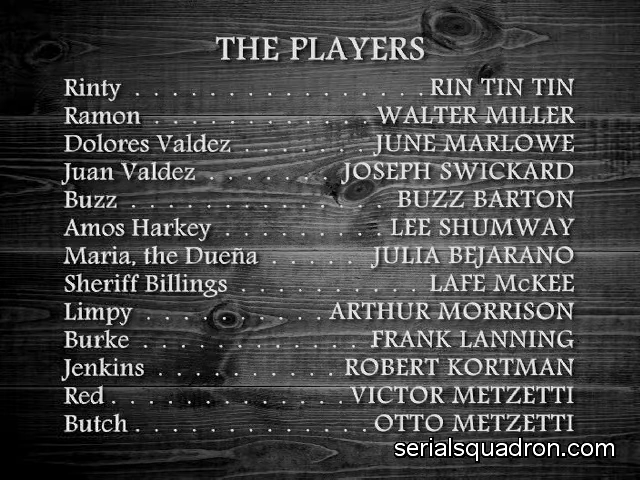 THE PLAYERS
Rinty . . . . . . . . . . . . . . . . RIN TIN TIN
Ramon . . . . . . . . . . . . WALTER MILLER
Dolores Valdez . . . . . . . JUNE MARLOWE
Juan Valdez . . . . . . . JOSEPH SWICKARD
Buzz . . . . . . . . . . . . . . BUZZ BARTON
Amos Harkey . . . . . . . . . LEE SHUMWAY
Maria, the Dueña . . . . . JULIA BEJARANO
Sheriff Billings . . . . . . . . . . LAFE McKEE
Limpy . . . . . . . . . . ARTHUR MORRISON
Burke . . . . . . . . . . . . FRANK LANNING
Jenkins . . . . . . . . . . ROBERT KORTMAN
Red . . . . . . . . . . . . . VICTOR METZETTI
Butch . . . . . . . . . . . . . OTTO METZETTI
serialsquadron.com